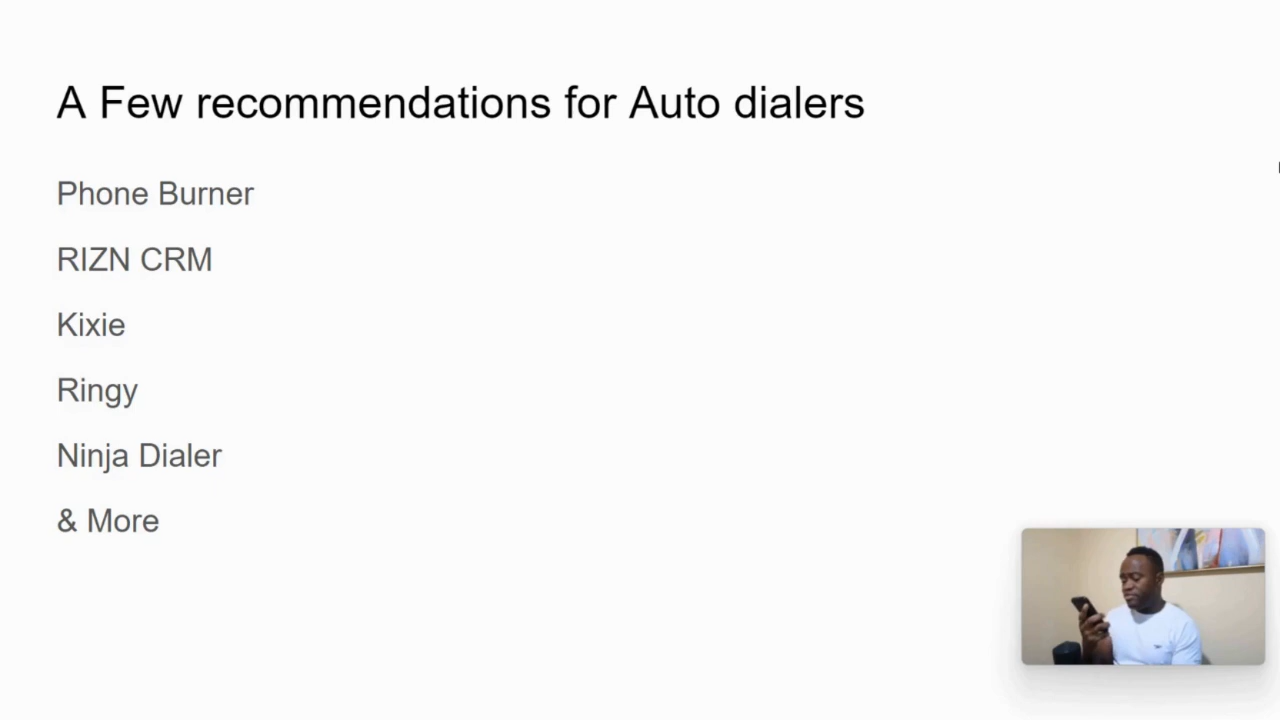 A Few recommendations for Auto dialers
Phone Burner
RIZN CRM
Kixie
Ringy
Ninja Dialer
& More